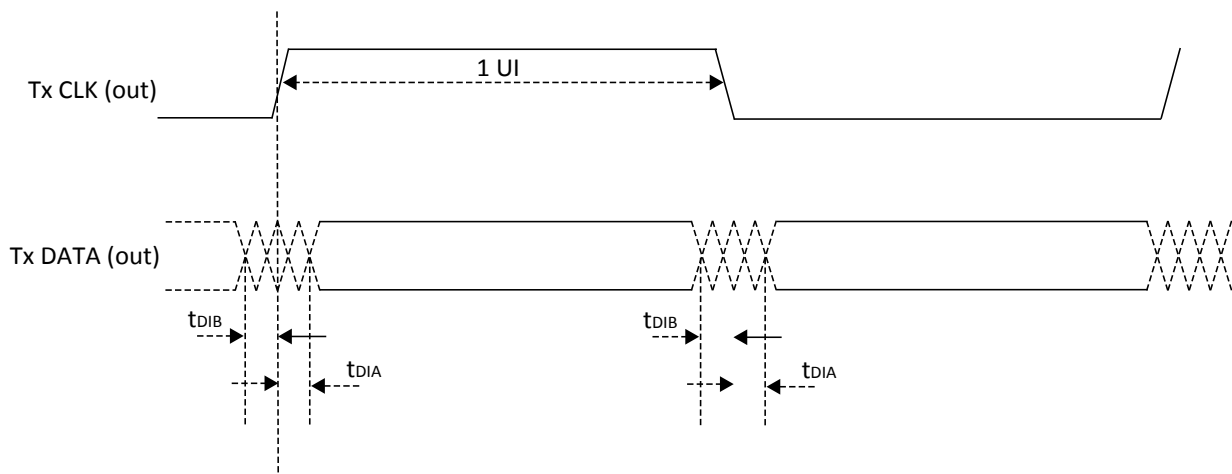 1 UI
Tx CLK (out)
Tx DATA (out)
tDIB
tDIB
tDIA
tDIA